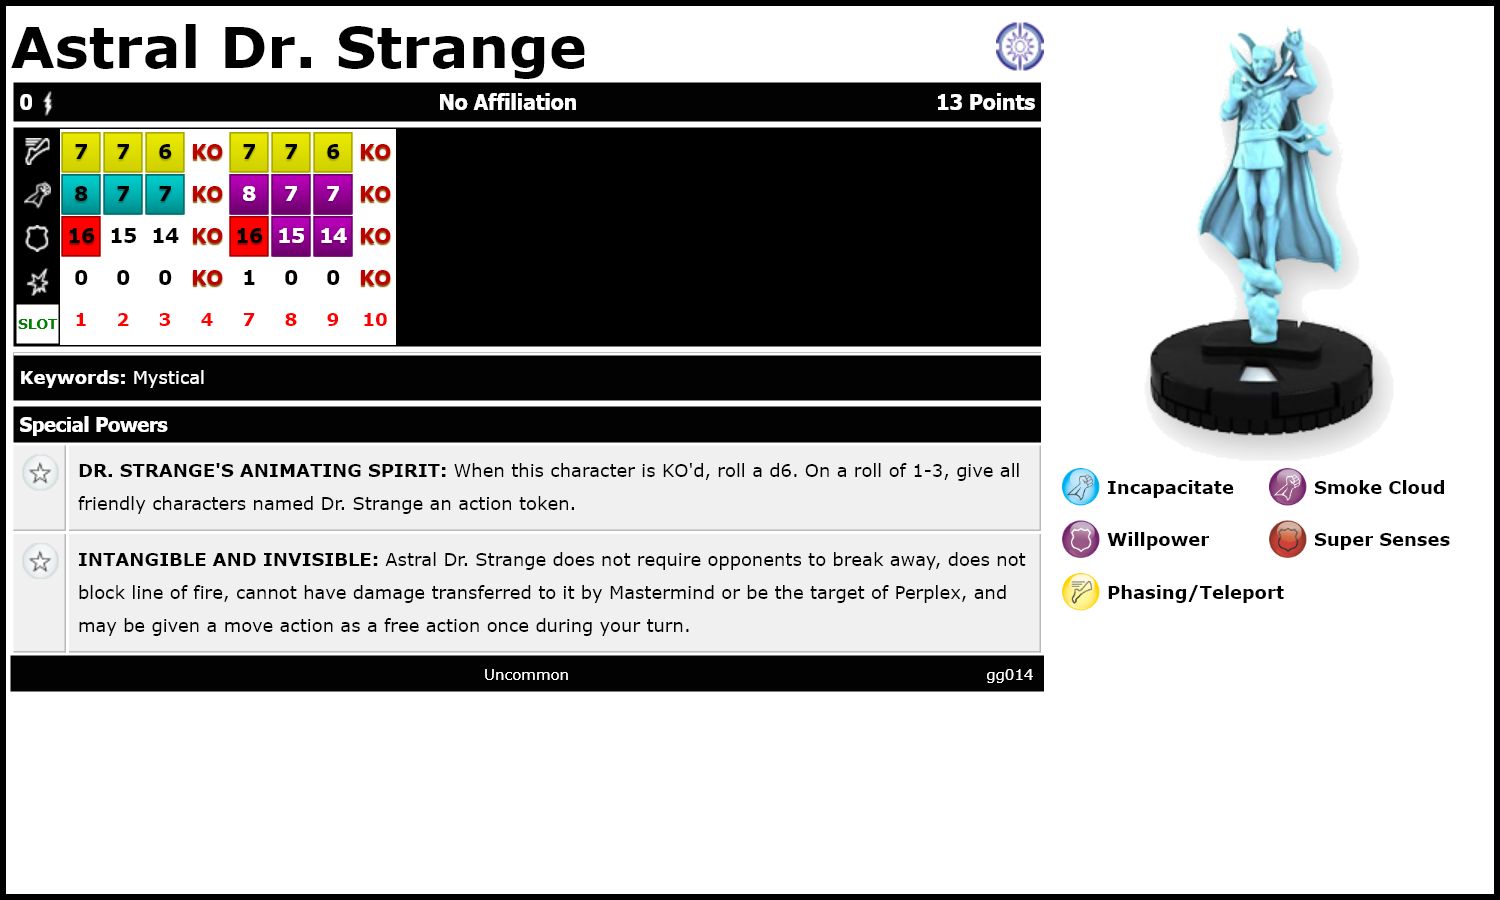 Astral Dr. Strange
0 No Affiliation 13 Points
7 7 6 KO 7 7 6 KO
8 7 7 KO 8 7 7 KO
16 15 14 KO 16 15 14 KO
0 0 0 KO 1 0 0 KO
SLOT 1 2 3 4 7 8 9 10
Keywords: Mystical
Special Powers
DR. STRANGE'S ANIMATING SPIRIT: When this character is KO'd, roll a d6. On a roll of 1-3, give all
friendly characters named Dr. Strange an action token.
INTANGIBLE AND INVISIBLE: Astral Dr. Strange does not require opponents to break away, does not
block line of fire, cannot have damage transferred to it by Mastermind or be the target of Perplex, and
may be given a move action as a free action once during your turn.
Uncommon gg014
Incapacitate Smoke Cloud
Willpower Super Senses
Phasing/Teleport